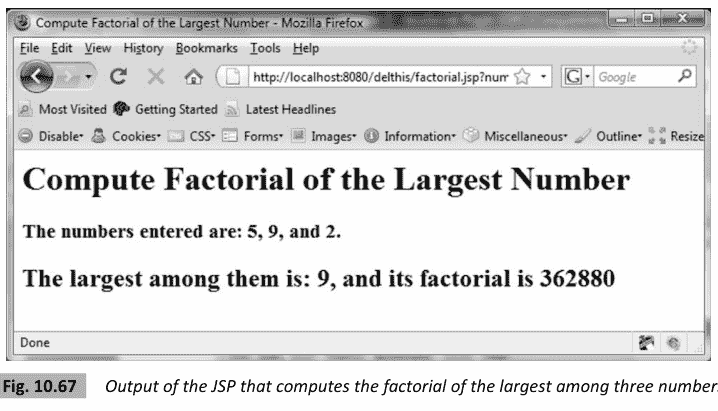 Compute Factorial of the Largest Number - Mozilla Firefox
File Edit View History Bookmarks Tools Help
http://localhost:8080/delthis/factorial.jsp?num G Google
Most Visited Getting Started Latest Headlines
Disable Cookies CSS Forms Images Information Miscellaneous Outline Resize
Compute Factorial of the Largest Number
The numbers entered are: 5, 9, and 2.
The largest among them is: 9, and its factorial is 362880
Done
Fig. 10.67 Output of the JSP that computes the factorial of the largest among three number